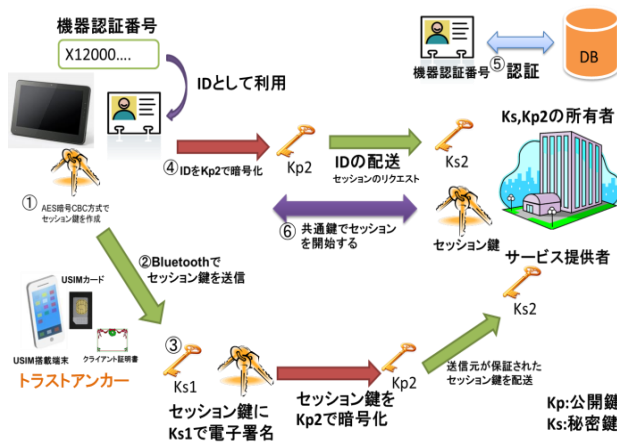 機器認証番号
X12000....
IDとして利用
機器認証番号
⑤認証
DB
Ks,Kp2の所有者
④IDをKp2で暗号化
Kp2
IDの配送
セッションのリクエスト
Ks2
①
AES暗号CBC方式で
セッション鍵を作成
⑥
共通鍵でセッション
を開始する
セッション鍵
サービス提供者
②Bluetoothで
セッション鍵を送信
USIMカード
Ks2
USIM搭載端末
クライアント証明書
トラストアンカー
③
Ks1
Kp2
送信元が保証された
セッション鍵を配送
セッション鍵に
Ks1で電子署名
セッション鍵を
Kp2で暗号化
Kp:公開鍵
Ks:秘密鍵